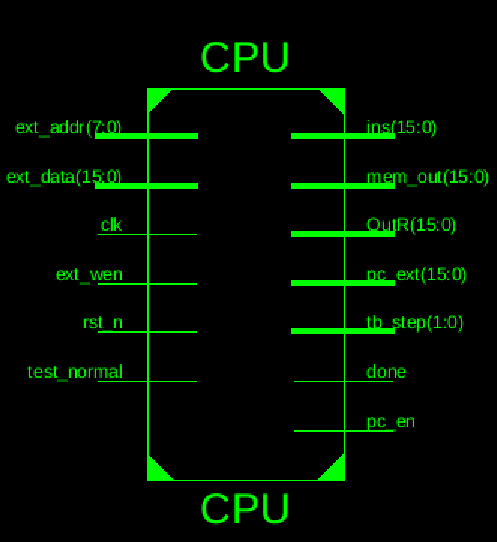 CPU
ext_addr(7:0)
ins(15:0)
ext_data(15:0)
mem_out(15:0)
clk
OutR(15:0)
ext_wen
pc_ext(15:0)
rst_n
tb_step(1:0)
test_normal
done
pc_en
CPU